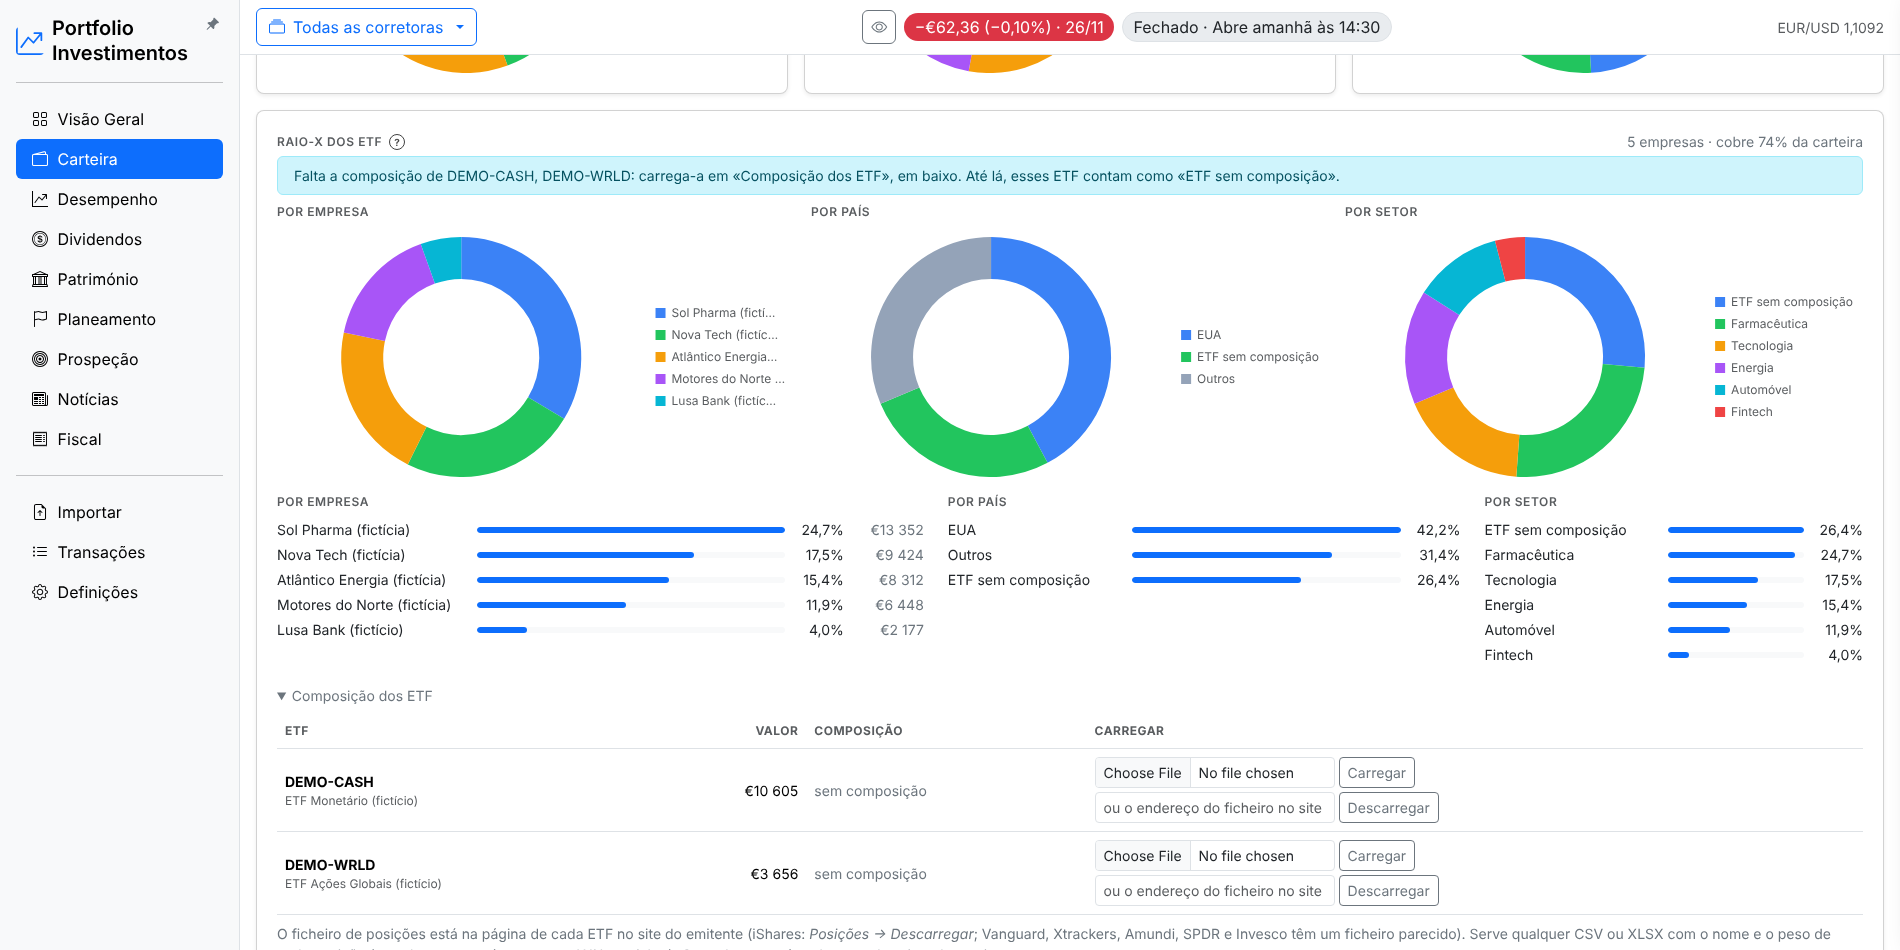 Portfolio
Investimentos
Visão Geral
Carteira
Desempenho
Dividendos
Património
Planeamento
Prospeção
Notícias
Fiscal
Importar
Transações
Definições
Todas as corretoras
−€62,36 (−0,10%) · 26/11
Fechado · Abre amanhã às 14:30
EUR/USD 1,1092
RAIO-X DOS ETF ?
5 empresas · cobre 74% da carteira
Falta a composição de DEMO-CASH, DEMO-WRLD: carrega-a em «Composição dos ETF», em baixo. Até lá, esses ETF contam como «ETF sem composição».
POR EMPRESA
Sol Pharma (fictí...
Nova Tech (fictíc...
Atlântico Energia...
Motores do Norte ...
Lusa Bank (fictíc...
POR PAÍS
EUA
ETF sem composição
Outros
POR SETOR
ETF sem composição
Farmacêutica
Tecnologia
Energia
Automóvel
Fintech
POR EMPRESA
Sol Pharma (fictícia) 24,7% €13 352
Nova Tech (fictícia) 17,5% €9 424
Atlântico Energia (fictícia) 15,4% €8 312
Motores do Norte (fictícia) 11,9% €6 448
Lusa Bank (fictício) 4,0% €2 177
POR PAÍS
EUA 42,2%
Outros 31,4%
ETF sem composição 26,4%
POR SETOR
ETF sem composição 26,4%
Farmacêutica 24,7%
Tecnologia 17,5%
Energia 15,4%
Automóvel 11,9%
Fintech 4,0%
▼ Composição dos ETF
ETF VALOR COMPOSIÇÃO CARREGAR
DEMO-CASH
ETF Monetário (fictício)
€10 605 sem composição
Choose File No file chosen Carregar
ou o endereço do ficheiro no site Descarregar
DEMO-WRLD
ETF Ações Globais (fictício)
€3 656 sem composição
Choose File No file chosen Carregar
ou o endereço do ficheiro no site Descarregar
O ficheiro de posições está na página de cada ETF no site do emitente (iShares: Posições → Descarregar; Vanguard, Xtrackers, Amundi, SPDR e Invesco têm um ficheiro parecido). Serve qualquer CSV ou XLSX com o nome e o peso de